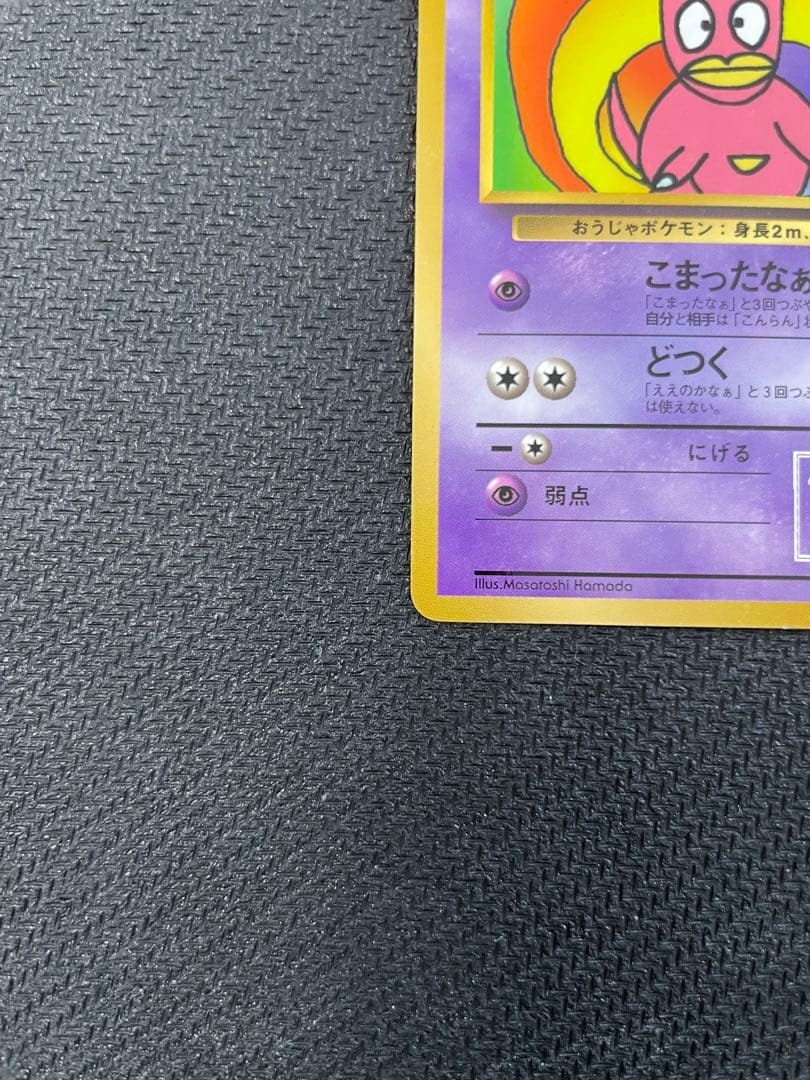 おうじゃポケモン：身長2m、
こまったなぁ
「こまったなぁ」と3回つぶや
自分と相手は「こんらん」状
どつく
「ええのかなぁ」と3回つぶ
は使えない。
にげる
弱点
Illus.Masatoshi Hamada